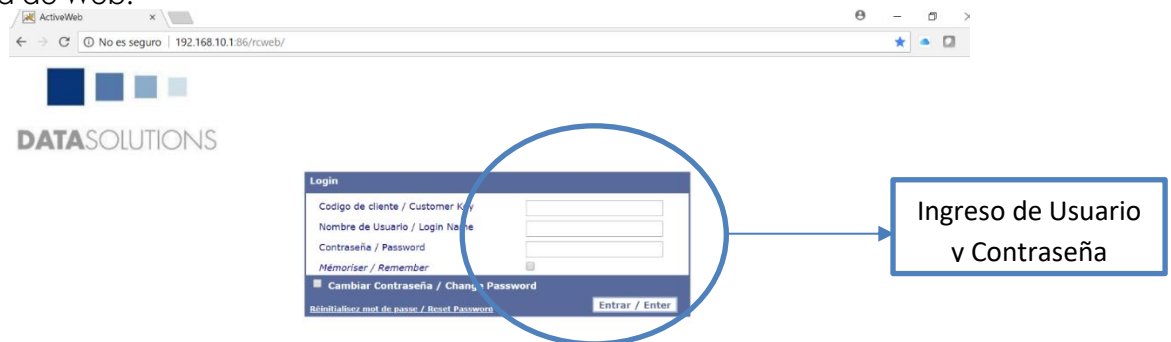 de Web.
ActiveWeb
No es seguro | 192.168.10.1:86/rcweb/
DATASOLUTIONS
Login
Codigo de cliente / Customer Key
Nombre de Usuario / Login Name
Contraseña / Password
Mémoriser / Remember
Cambiar Contraseña / Change Password
Réinitialisez mot de passe / Reset Password
Entrar / Enter
Ingreso de Usuario
y Contraseña